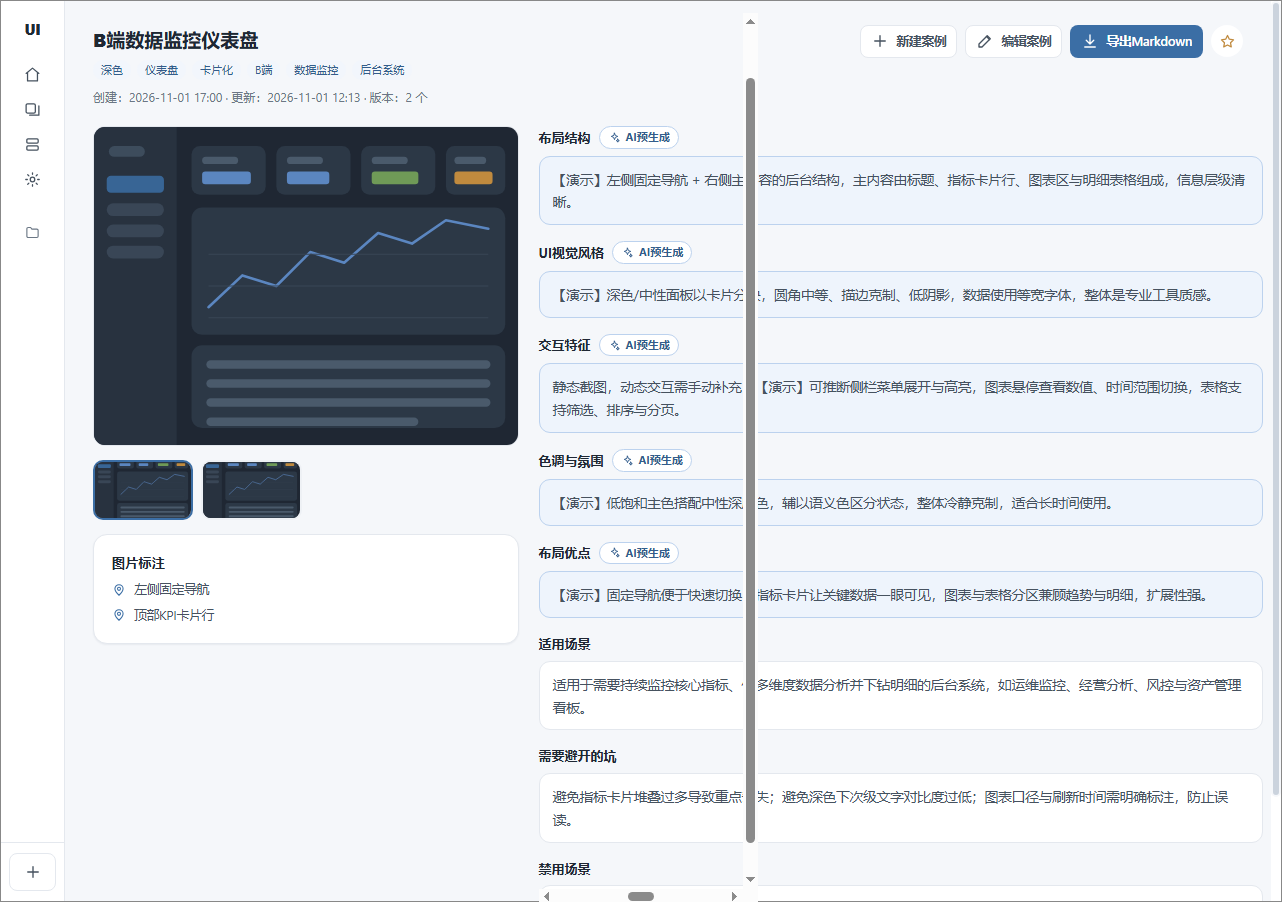 UI
B端数据监控仪表盘
新建案例
编辑案例
导出Markdown
深色 仪表盘 卡片化 B端 数据监控 后台系统
创建：2026-11-01 17:00 · 更新：2026-11-01 12:13 · 版本：2 个
图片标注
左侧固定导航
顶部KPI卡片行
布局结构 AI预生成
【演示】左侧固定导航 + 右侧主 容的后台结构，主内容由标题、指标卡片行、图表区与明细表格组成，信息层级清
晰。
UI视觉风格 AI预生成
【演示】深色/中性面板以卡片分 ，圆角中等、描边克制、低阴影，数据使用等宽字体，整体是专业工具质感。
交互特征 AI预生成
静态截图，动态交互需手动补充 【演示】可推断侧栏菜单展开与高亮，图表悬停查看数值、时间范围切换，表格支
持筛选、排序与分页。
色调与氛围 AI预生成
【演示】低饱和主色搭配中性深 色，辅以语义色区分状态，整体冷静克制，适合长时间使用。
布局优点 AI预生成
【演示】固定导航便于快速切换 指标卡片让关键数据一眼可见，图表与表格分区兼顾趋势与明细，扩展性强。
适用场景
适用于需要持续监控核心指标、 多维度数据分析并下钻明细的后台系统，如运维监控、经营分析、风控与资产管理
看板。
需要避开的坑
避免指标卡片堆叠过多导致重点 失；避免深色下次级文字对比度过低；图表口径与刷新时间需明确标注，防止误
读。
禁用场景